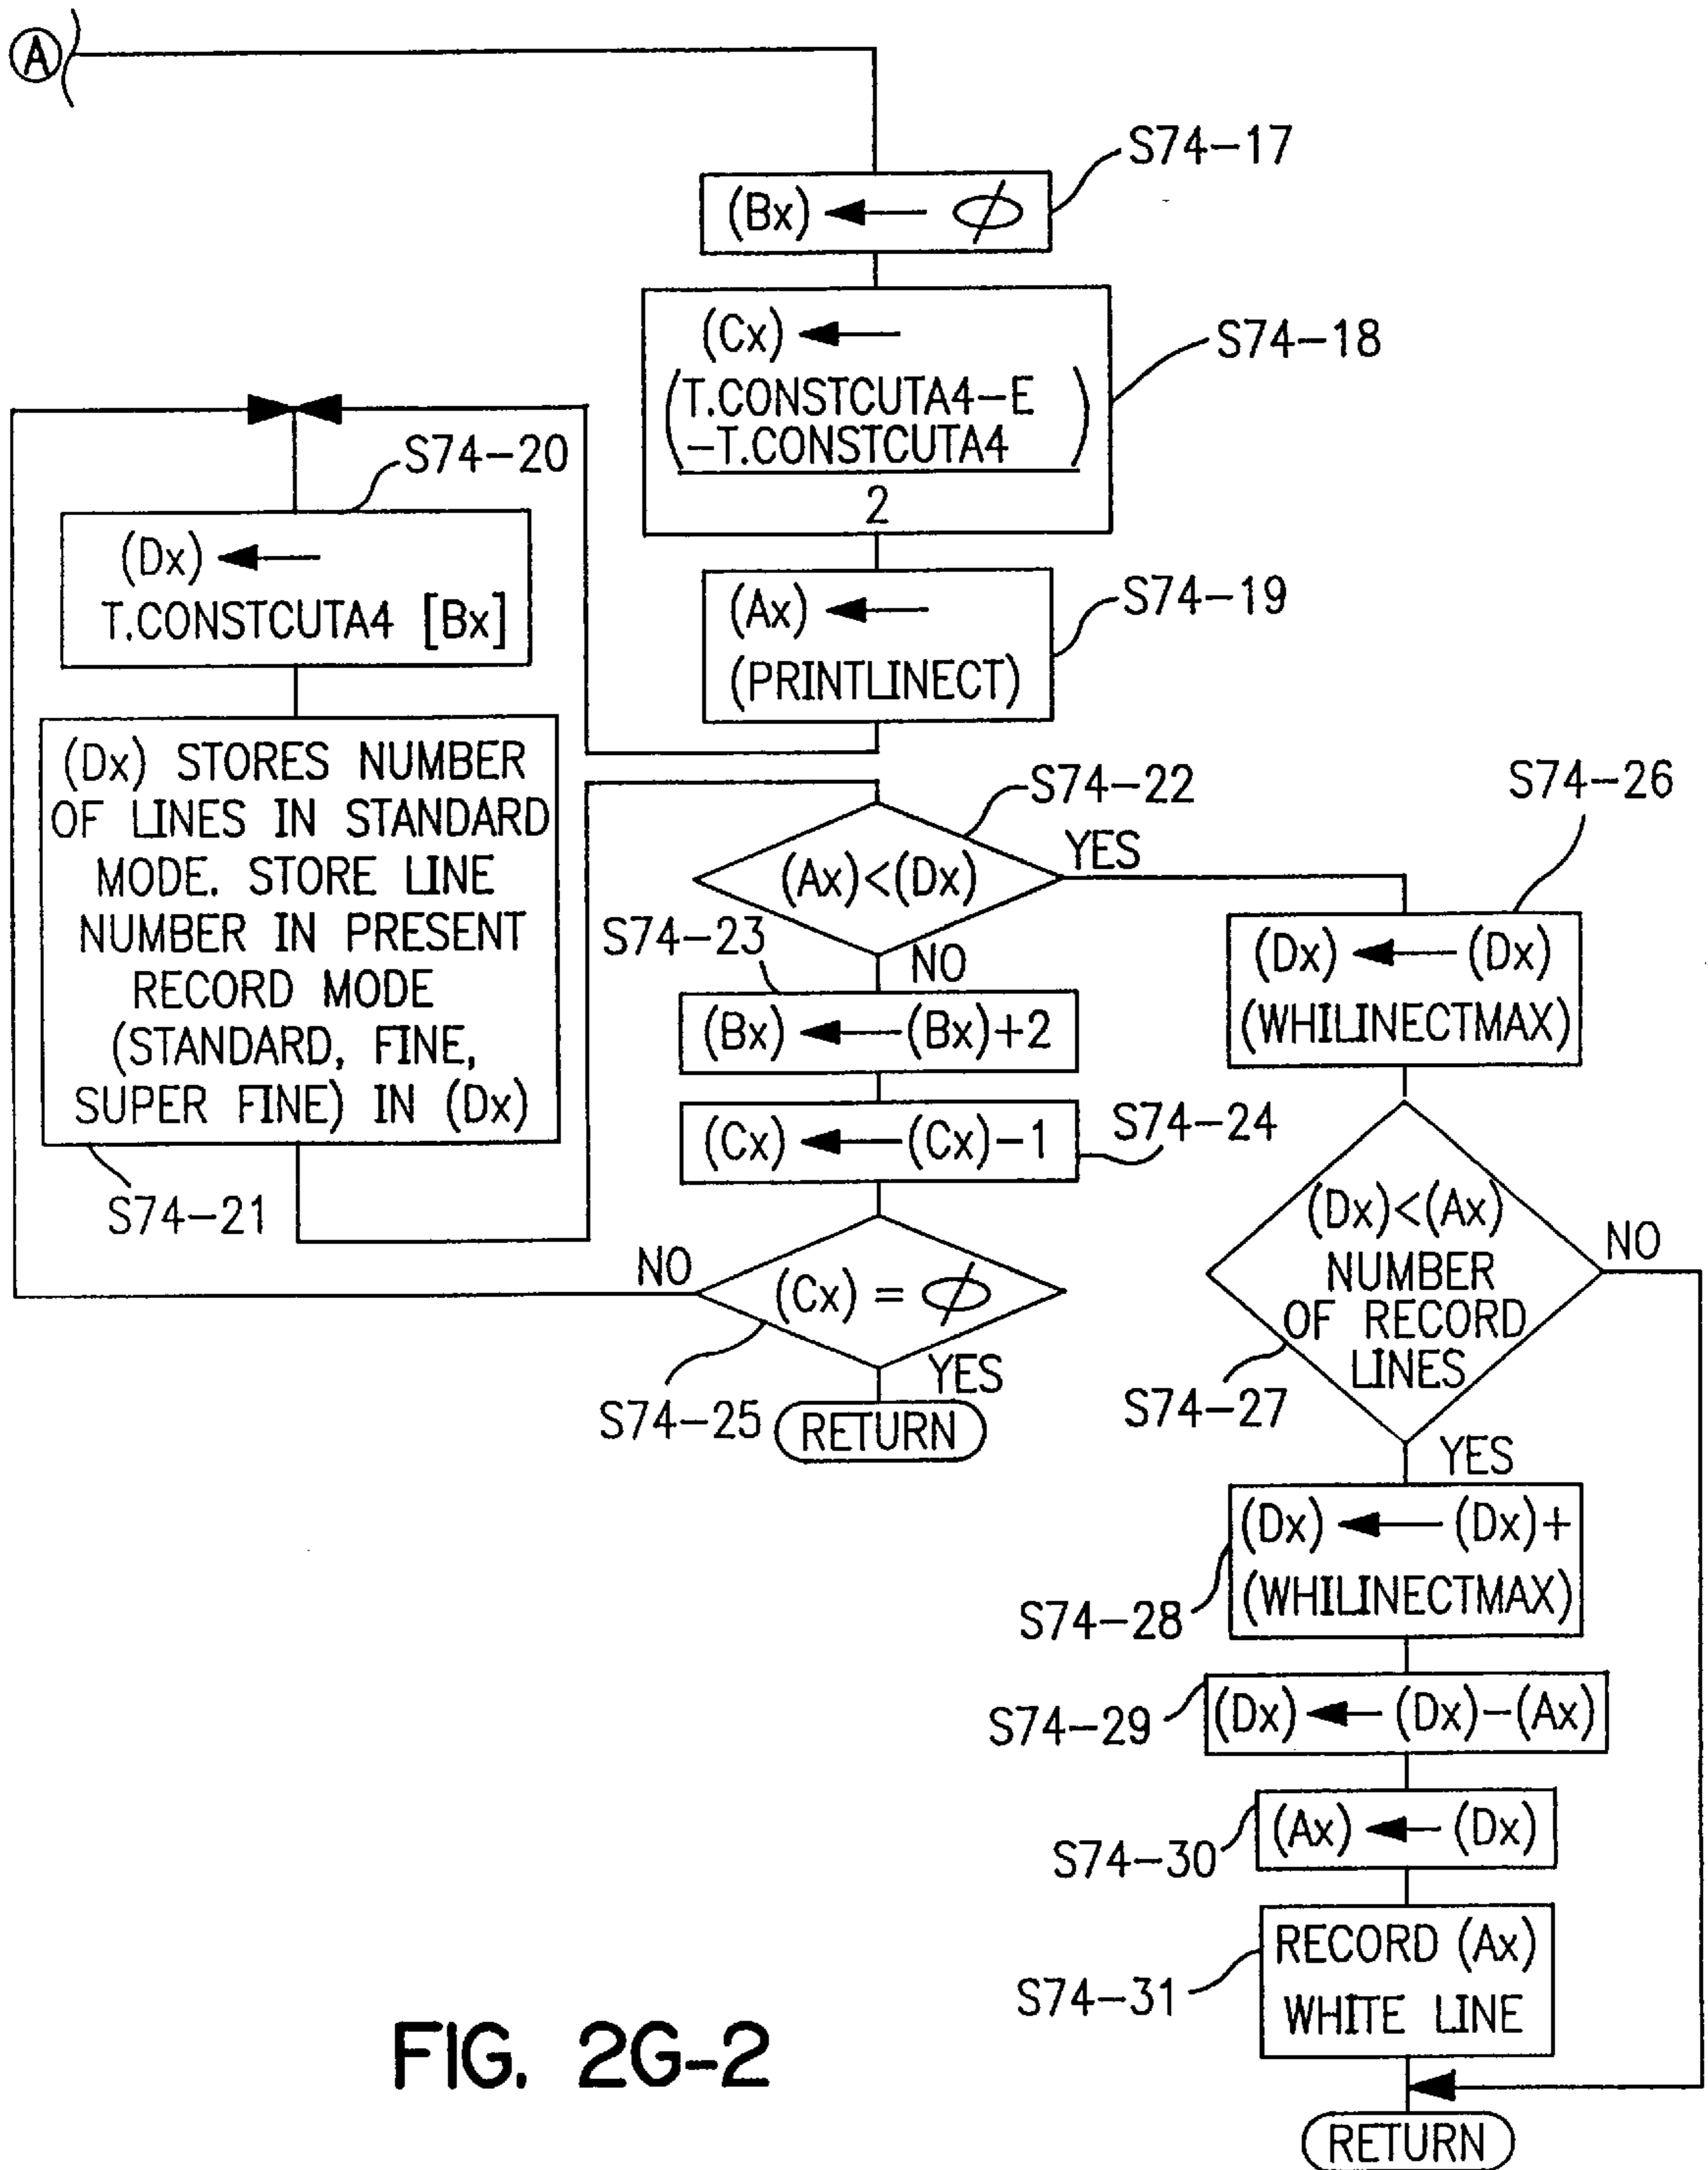 A
S74-17
(Bx) ← ϕ
S74-18
(Cx) ←
(T.CONSTCUTA4-E
-T.CONSTCUTA4)
2
S74-19
(Ax) ←
(PRINTLINECT)
S74-20
(Dx) ←
T.CONSTCUTA4 [Bx]
(Dx) STORES NUMBER
OF LINES IN STANDARD
MODE. STORE LINE
NUMBER IN PRESENT
RECORD MODE
(STANDARD, FINE,
SUPER FINE) IN (Dx)
S74-21
S74-22
(Ax)<(Dx)
YES
NO
S74-23
(Bx) ← (Bx)+2
(Cx) ← (Cx)-1
S74-24
(Cx) = ϕ
NO
YES
S74-25
RETURN
S74-26
(Dx) ← (Dx)
(WHILINECTMAX)
(Dx)<(Ax)
NUMBER
OF RECORD
LINES
NO
S74-27
YES
(Dx) ← (Dx)+
(WHILINECTMAX)
S74-28
(Dx) ← (Dx)-(Ax)
S74-29
(Ax) ← (Dx)
S74-30
RECORD (Ax)
WHITE LINE
S74-31
RETURN
FIG. 2G-2